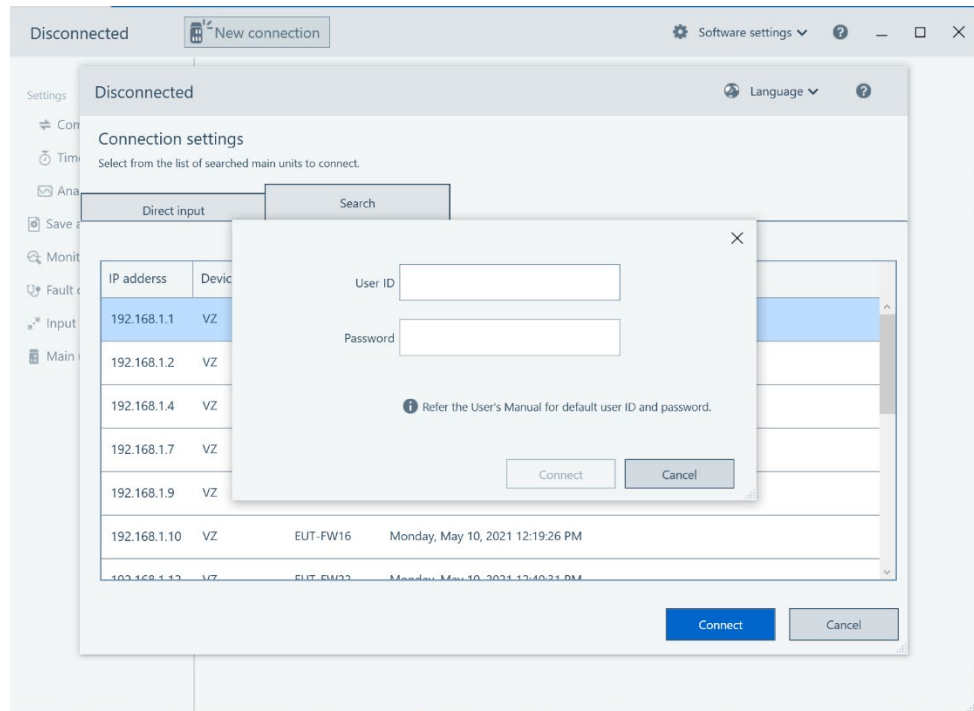 Disconnected New connection Software settings
Settings Disconnected Language
Connection settings
Select from the list of searched main units to connect.
Direct input Search
User ID
Password
Refer the User's Manual for default user ID and password.
Connect Cancel
IP adderss
192.168.1.1 VZ
192.168.1.2 VZ
192.168.1.4 VZ
192.168.1.7 VZ
192.168.1.9 VZ
192.168.1.10 VZ EUT-FW16 Monday, May 10, 2021 12:19:26 PM
Save
Fault
Input
Main
Connect Cancel